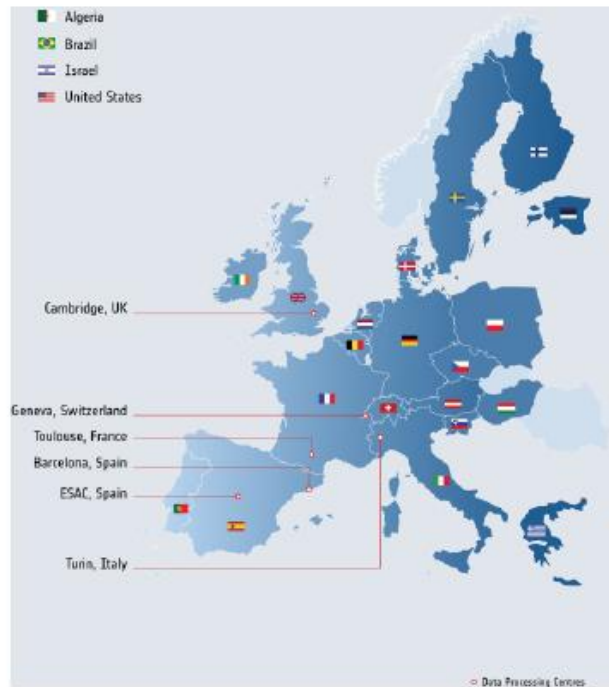 Algeria
Brazil
Israel
United States
Cambridge, UK
Geneva, Switzerland
Toulouse, France
Barcelona, Spain
ESAC, Spain
Turin, Italy
Data Processing Centres